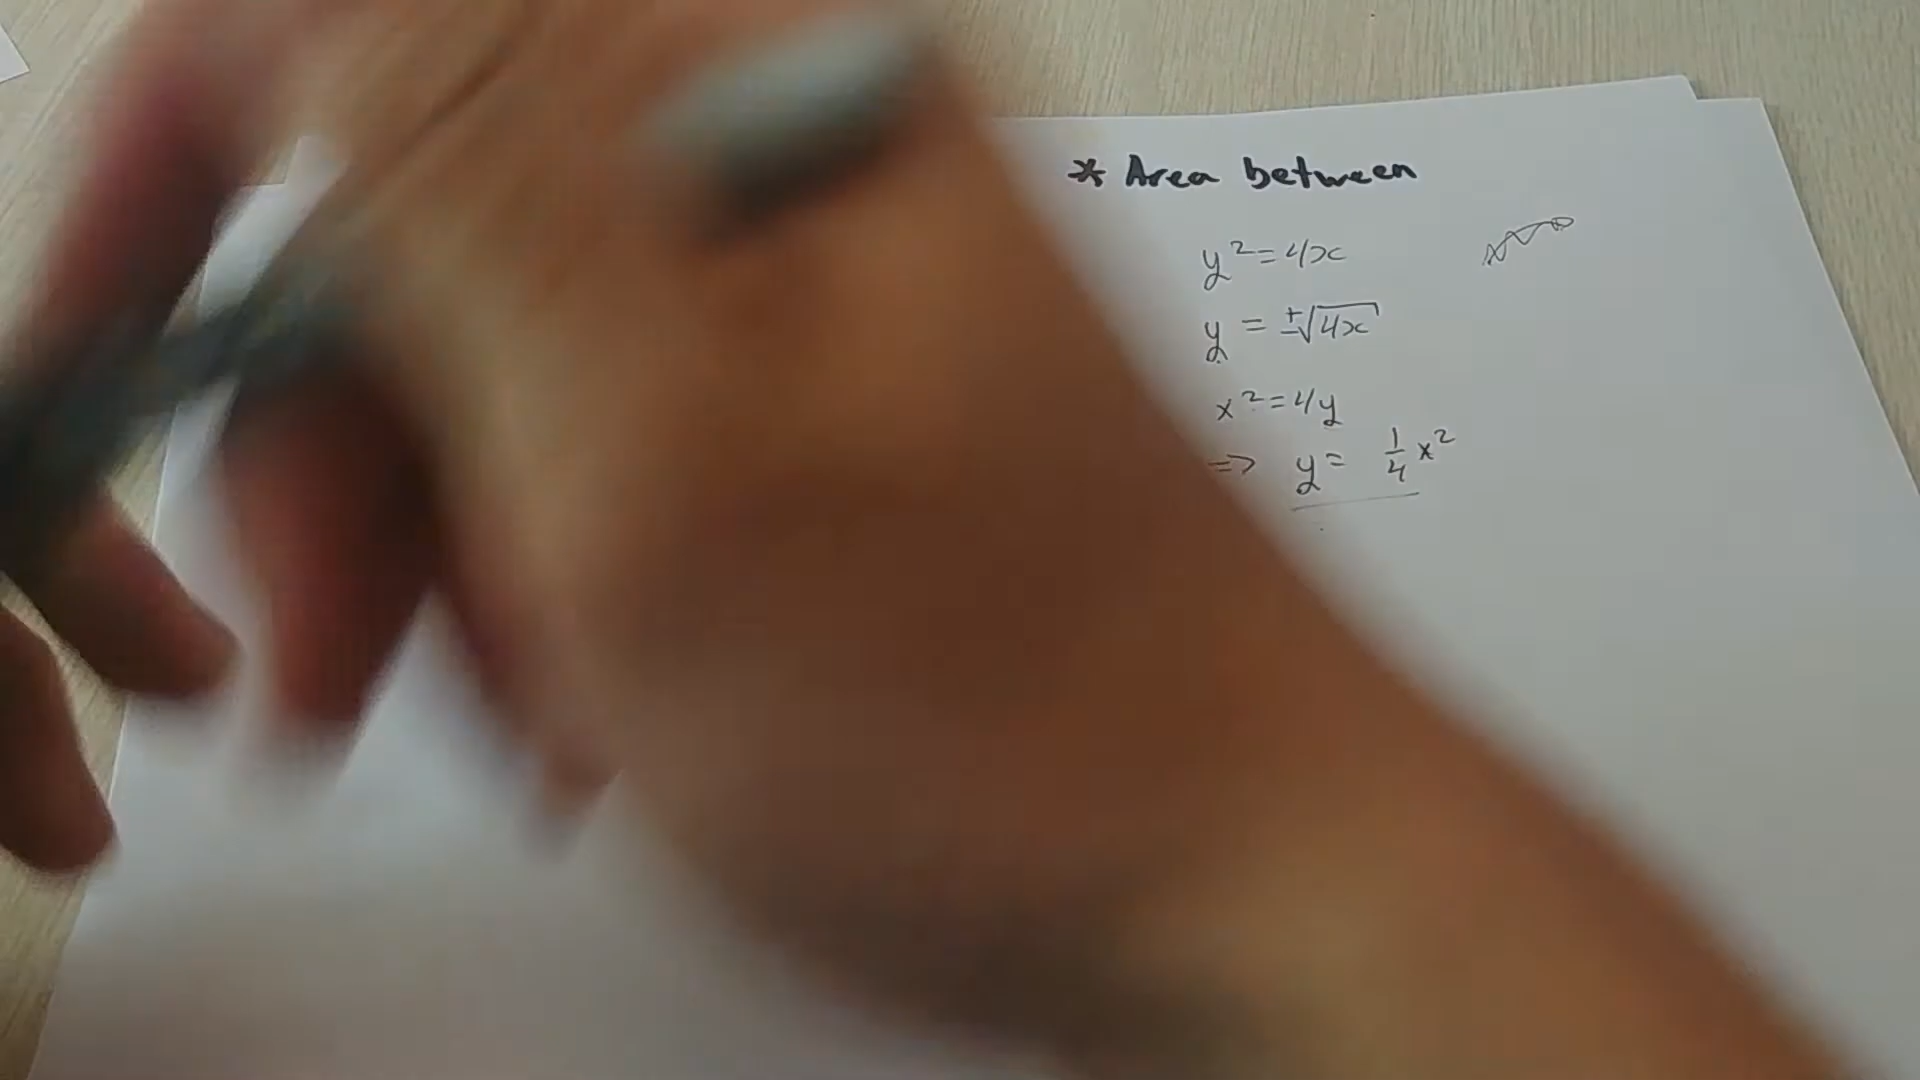 * Area between
y² = 4x
y = ±√4x
x² = 4y
=> y = 1/4 x²